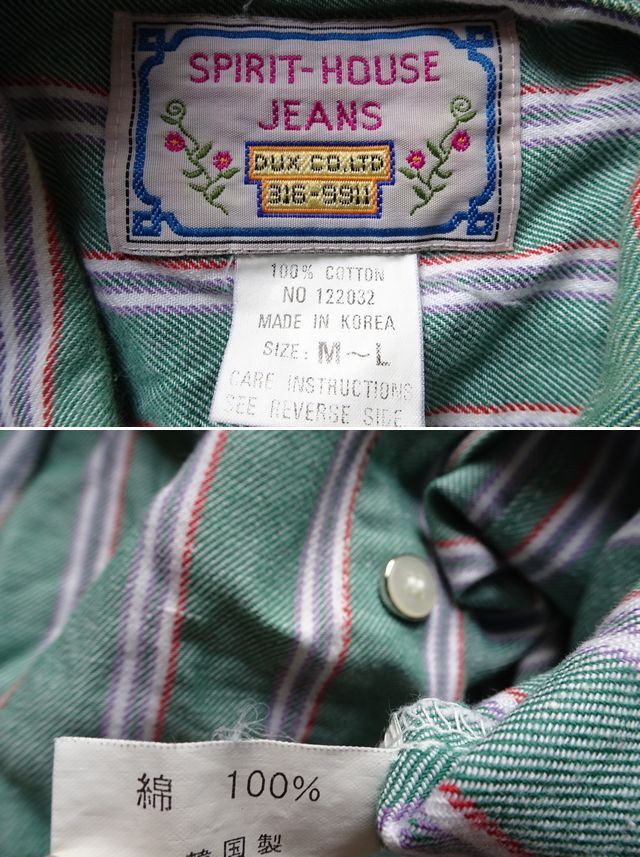 SPIRIT-HOUSE
JEANS
DUX CO.LTD
316-9911
100% COTTON
NO 122032
MADE IN KOREA
SIZE: M〜L
CARE INSTRUCTIONS
SEE REVERSE SIDE
綿 100%
韓国製